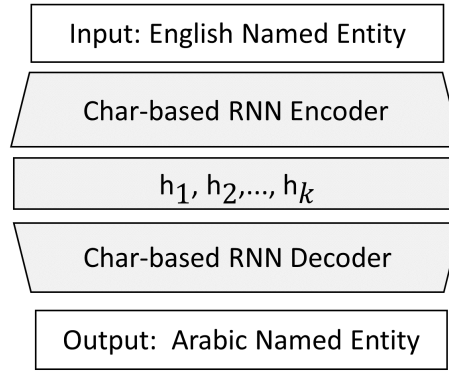 Input: English Named Entity
Char-based RNN Encoder
h1, h2,..., hk
Char-based RNN Decoder
Output: Arabic Named Entity